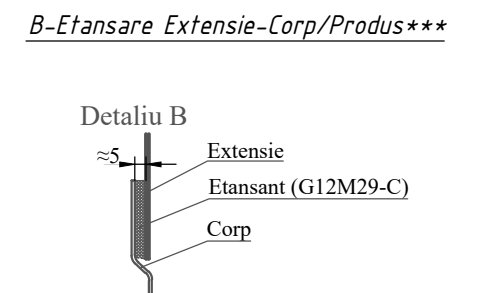 B-Etansare Extensie-Corp/Produs***
Detaliu B
≈5
Extensie
Etansant (G12M29-C)
Corp